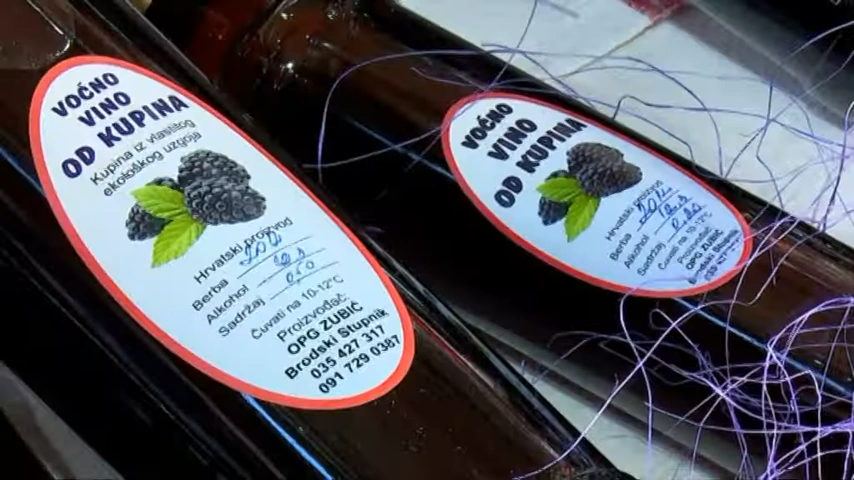 VOĆNO
VINO
OD KUPINA
Kupina iz vlastitog
ekološkog uzgoja
Hrvatski proizvod
Berba
Alkohol
Sadržaj
Čuvati na 10-12°C
Proizvođač:
OPG ZUBIĆ
Brodski Stupnik
035 427 317
091 729 0387
VOĆNO
VINO
OD KUPINA
Hrvatski proizvod
Berba
Alkohol
Sadržaj
Čuvati na 10-12°C
Proizvođač:
OPG ZUBIĆ
Brodski Stupnik